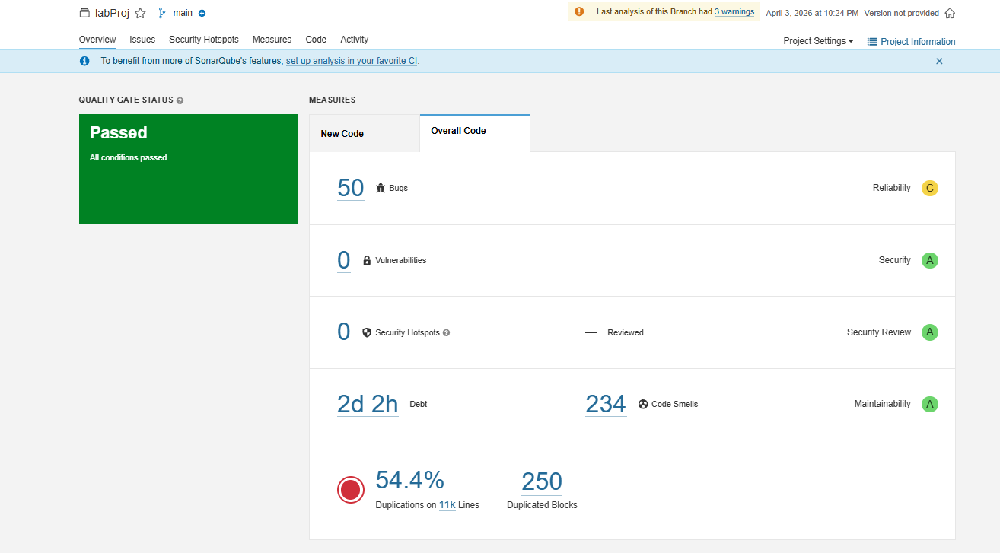 labProj main Last analysis of this Branch had 3 warnings April 3, 2026 at 10:24 PM Version not provided
Overview Issues Security Hotspots Measures Code Activity Project Settings Project Information
To benefit from more of SonarQube's features, set up analysis in your favorite CI.
QUALITY GATE STATUS
Passed
All conditions passed.
MEASURES
New Code Overall Code
50 Bugs Reliability C
0 Vulnerabilities Security A
0 Security Hotspots — Reviewed Security Review A
2d 2h Debt 234 Code Smells Maintainability A
54.4% 250
Duplications on 11k Lines Duplicated Blocks